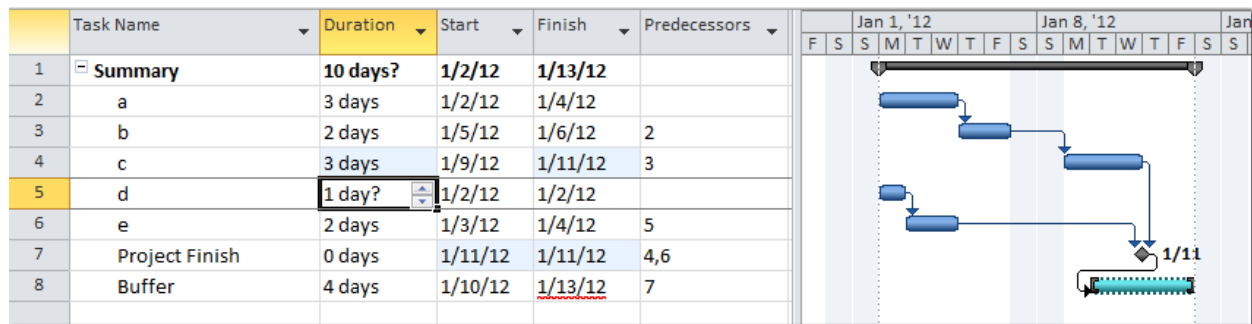 Task Name Duration Start Finish Predecessors Jan 1, '12 Jan 8, '12 Jan
F S S M T W T F S S M T W T F S S
1 Summary 10 days? 1/2/12 1/13/12
2 a 3 days 1/2/12 1/4/12
3 b 2 days 1/5/12 1/6/12 2
4 c 3 days 1/9/12 1/11/12 3
5 d 1 day? 1/2/12 1/2/12
6 e 2 days 1/3/12 1/4/12 5
7 Project Finish 0 days 1/11/12 1/11/12 4,6 1/11
8 Buffer 4 days 1/10/12 1/13/12 7